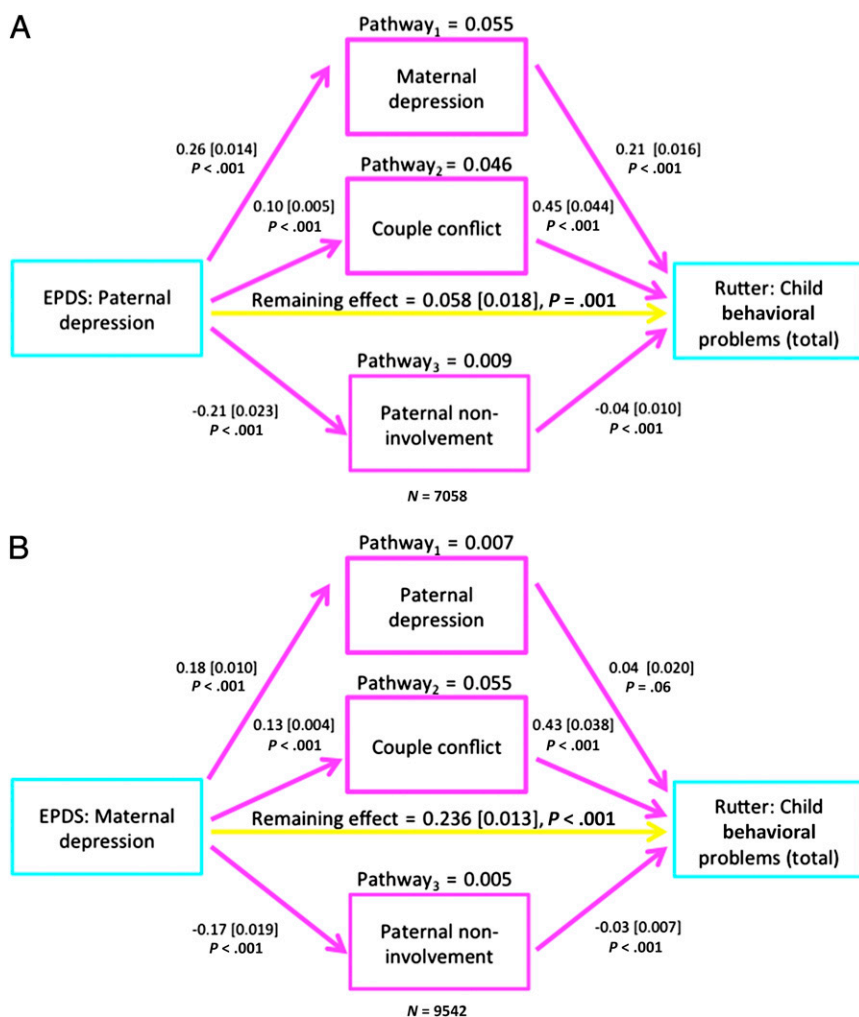 A
Pathway1 = 0.055
Maternal
depression
0.26 [0.014]
P < .001
0.21 [0.016]
P < .001
Pathway2 = 0.046
0.10 [0.005]
P < .001
Couple conflict
0.45 [0.044]
P < .001
EPDS: Paternal
depression
Remaining effect = 0.058 [0.018], P = .001
Rutter: Child
behavioral
problems (total)
Pathway3 = 0.009
-0.21 [0.023]
P < .001
Paternal non-
involvement
-0.04 [0.010]
P < .001
N = 7058
B
Pathway1 = 0.007
Paternal
depression
0.18 [0.010]
P < .001
0.04 [0.020]
P = .06
Pathway2 = 0.055
0.13 [0.004]
P < .001
Couple conflict
0.43 [0.038]
P < .001
EPDS: Maternal
depression
Remaining effect = 0.236 [0.013], P < .001
Rutter: Child
behavioral
problems (total)
Pathway3 = 0.005
-0.17 [0.019]
P < .001
Paternal non-
involvement
-0.03 [0.007]
P < .001
N = 9542